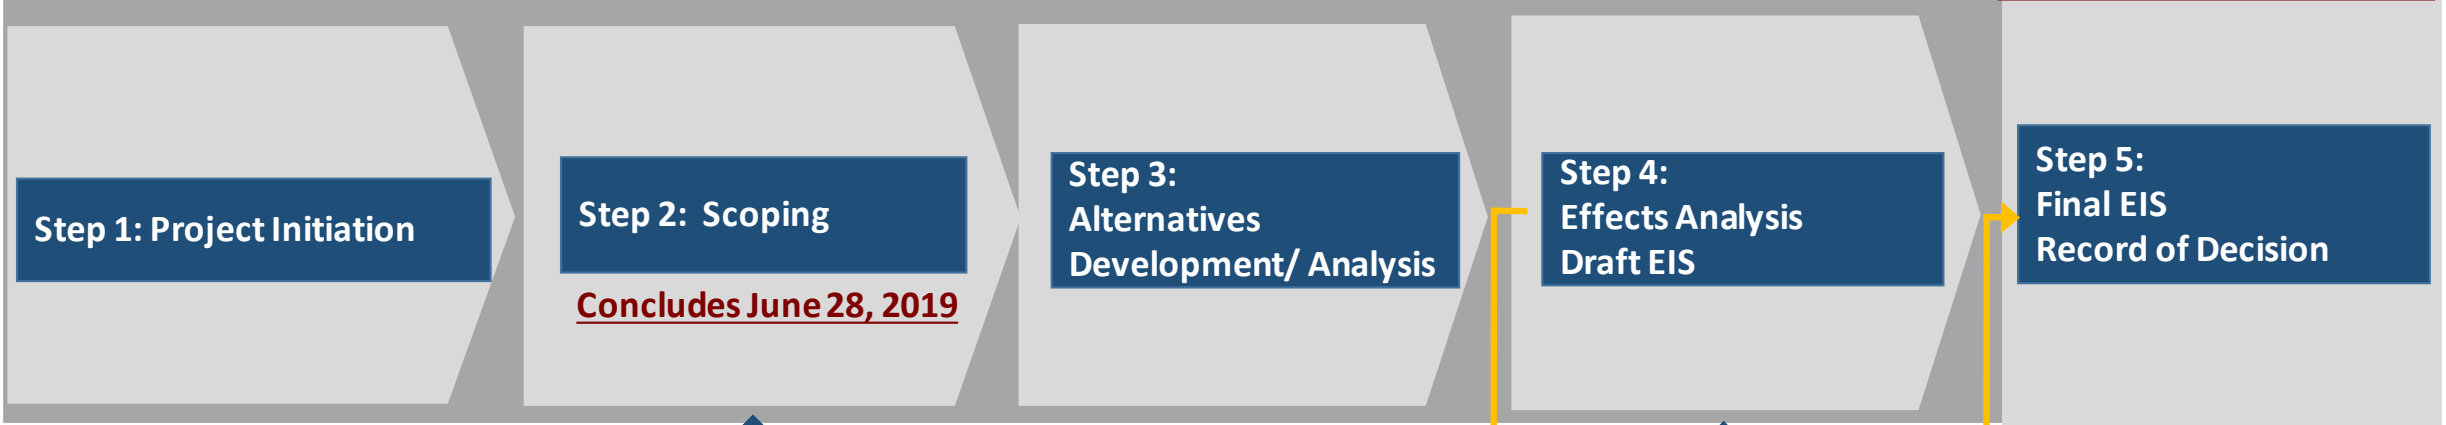 Step 1: Project Initiation
Step 2: Scoping
Concludes June 28, 2019
Step 3:
Alternatives
Development/ Analysis
Step 4:
Effects Analysis
Draft EIS
Step 5:
Final EIS
Record of Decision